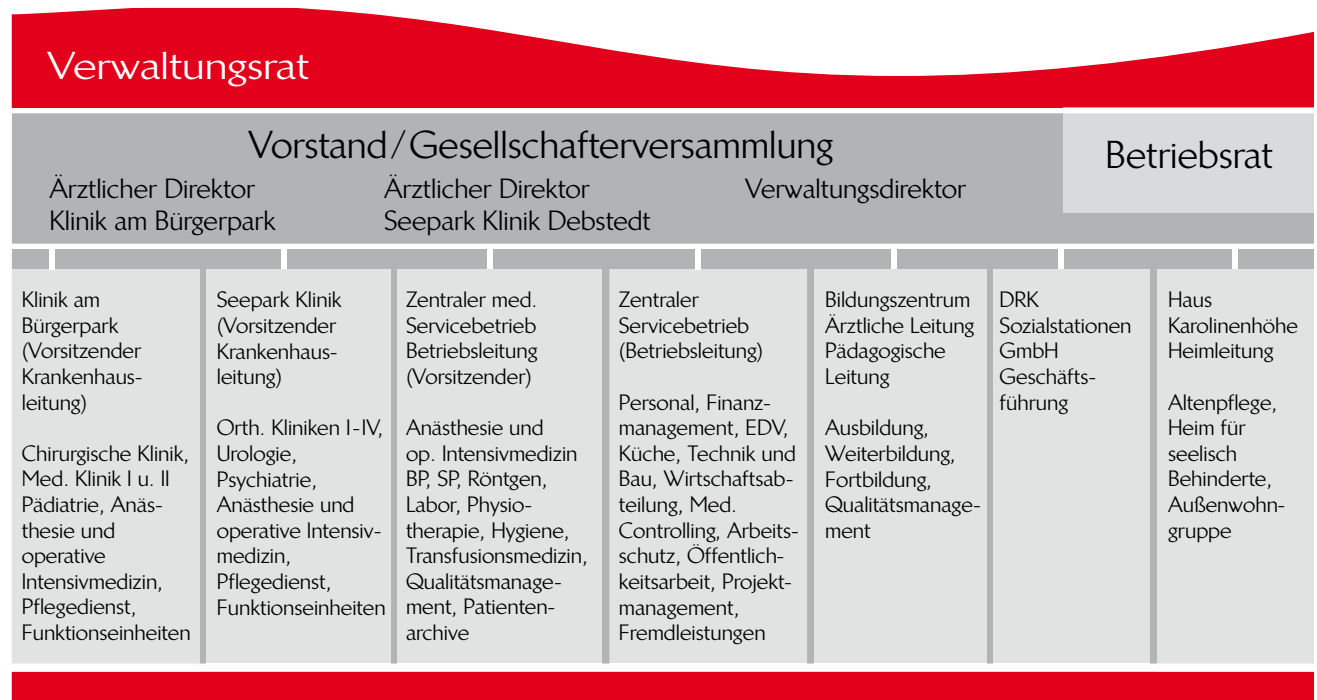 Verwaltungsrat
Vorstand/Gesellschafterversammlung
Ärztlicher Direktor
Klinik am Bürgerpark
Ärztlicher Direktor
Seepark Klinik Debstedt
Verwaltungsdirektor
Betriebsrat
Klinik am
Bürgerpark
(Vorsitzender
Krankenhaus-
leitung)
Chirurgische Klinik,
Med. Klinik I u. II
Pädiatrie, Anäs-
thesie und
operative
Intensivmedizin,
Pflegedienst,
Funktionseinheiten
Seepark Klinik
(Vorsitzender
Krankenhaus-
leitung)
Orth. Kliniken I-IV,
Urologie,
Psychiatrie,
Anästhesie und
operative Intensiv-
medizin,
Pflegedienst,
Funktionseinheiten
Zentraler med.
Servicebetrieb
Betriebsleitung
(Vorsitzender)
Anästhesie und
op. Intensivmedizin
BP, SP, Röntgen,
Labor, Physio-
therapie, Hygiene,
Transfusionsmedizin,
Qualitätsmanage-
ment, Patienten-
archive
Zentraler
Servicebetrieb
(Betriebsleitung)
Personal, Finanz-
management, EDV,
Küche, Technik und
Bau, Wirtschaftsab-
teilung, Med.
Controlling, Arbeits-
schutz, Öffentlich-
keitsarbeit, Projekt-
management,
Fremdleistungen
Bildungszentrum
Ärztliche Leitung
Pädagogische
Leitung
Ausbildung,
Weiterbildung,
Fortbildung,
Qualitätsmanage-
ment
DRK
Sozialstationen
GmbH
Geschäfts-
führung
Haus
Karolinenhöhe
Heimleitung
Altenpflege,
Heim für
seelisch
Behinderte,
Außenwohn-
gruppe